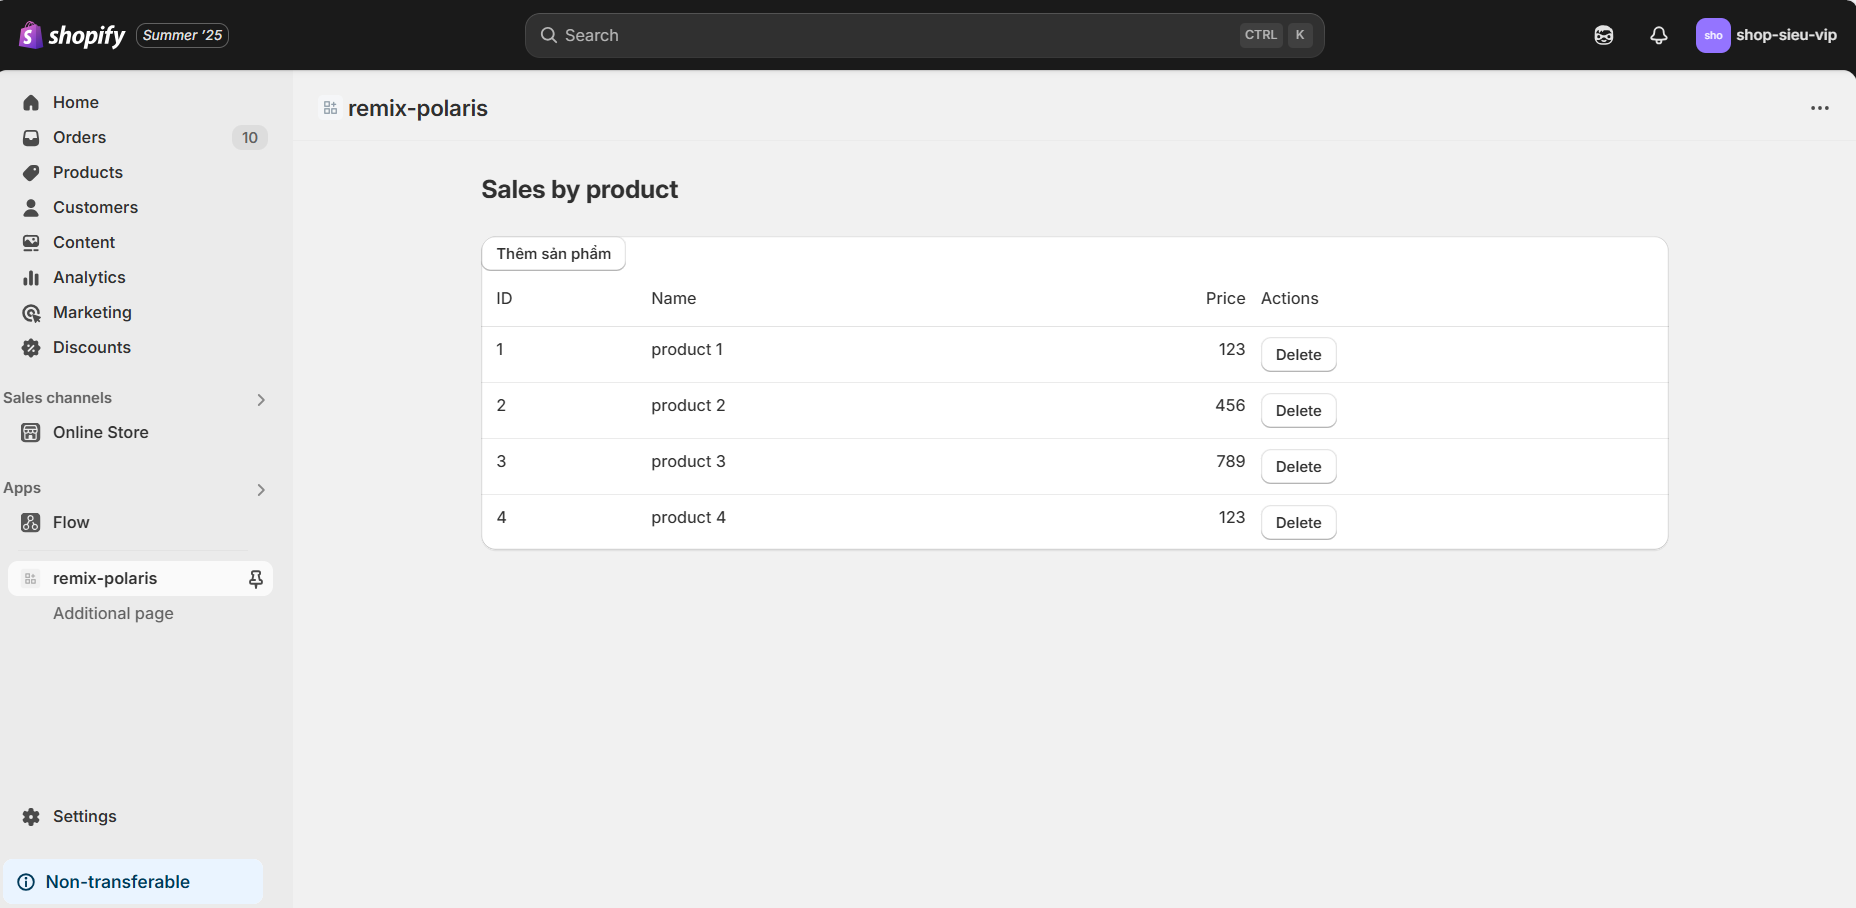 shopify Summer '25
Search CTRL K
sho shop-sieu-vip
Home
Orders 10
Products
Customers
Content
Analytics
Marketing
Discounts
Sales channels
Online Store
Apps
Flow
remix-polaris
Additional page
Settings
Non-transferable
remix-polaris
Sales by product
Thêm sản phẩm
ID Name Price Actions
1 product 1 123 Delete
2 product 2 456 Delete
3 product 3 789 Delete
4 product 4 123 Delete